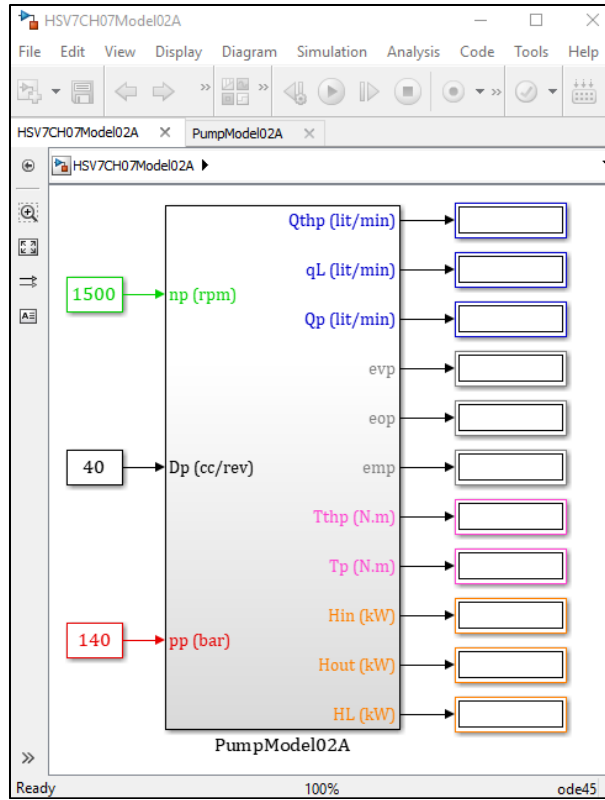 HSV7CH07Model02A
File Edit View Display Diagram Simulation Analysis Code Tools Help
HSV7CH07Model02A PumpModel02A
HSV7CH07Model02A
Qthp (lit/min)
qL (lit/min)
1500 np (rpm)
Qp (lit/min)
evp
eop
40 Dp (cc/rev) emp
Tthp (N.m)
Tp (N.m)
Hin (kW)
140 pp (bar)
Hout (kW)
HL (kW)
PumpModel02A
Ready 100% ode45